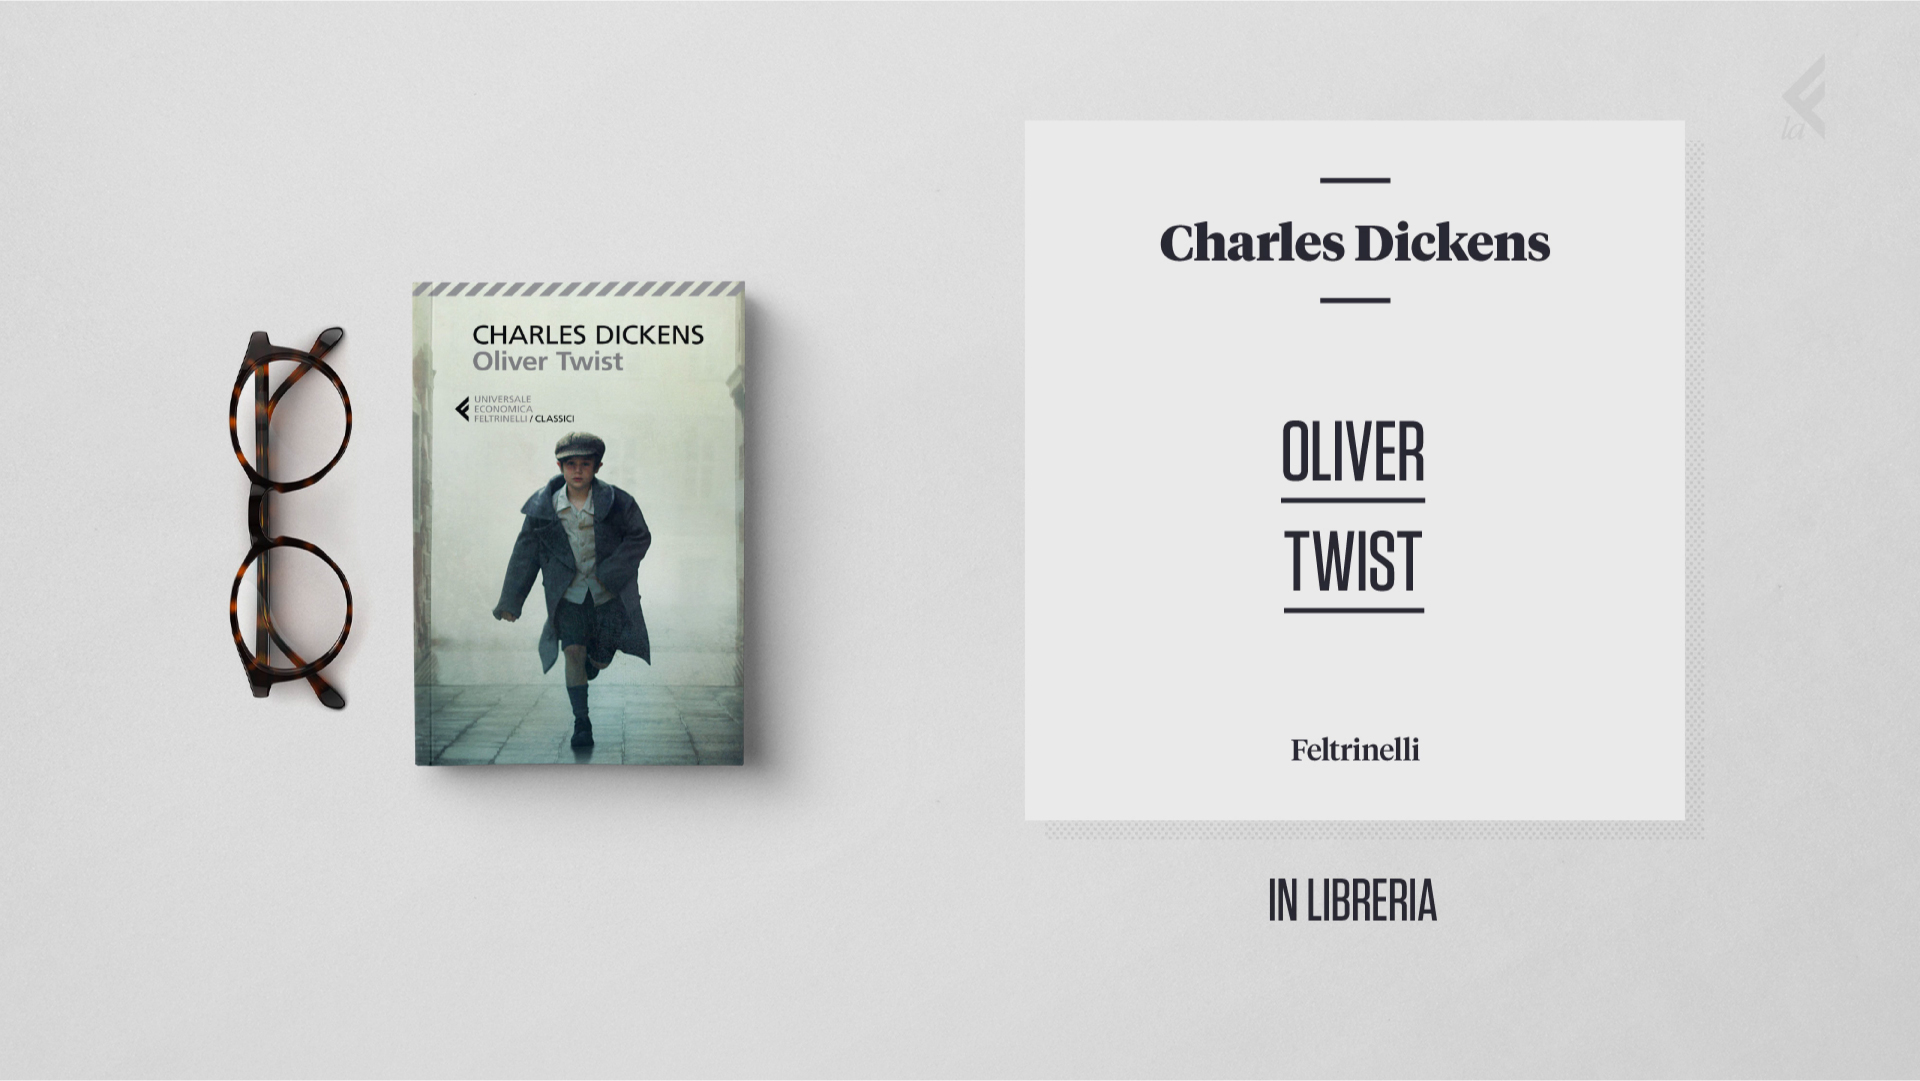 CHARLES DICKENS
Oliver Twist
UNIVERSALE
ECONOMICA
FELTRINELLI / CLASSICI
la
Charles Dickens
OLIVER
TWIST
Feltrinelli
IN LIBRERIA